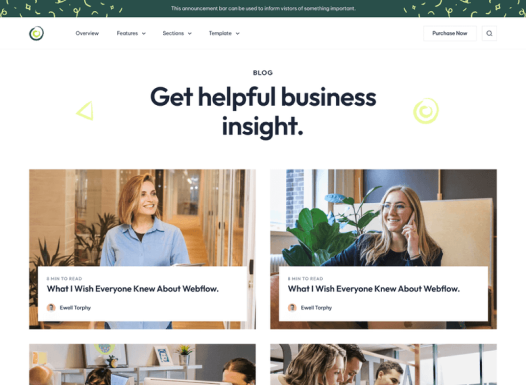 This announcement bar can be used to inform vistors of something important.
Overview Features Sections Template Purchase Now
BLOG
Get helpful business
insight.
6 MIN TO READ
What I Wish Everyone Knew About Webflow.
Ewell Torphy
6 MIN TO READ
What I Wish Everyone Knew About Webflow.
Ewell Torphy